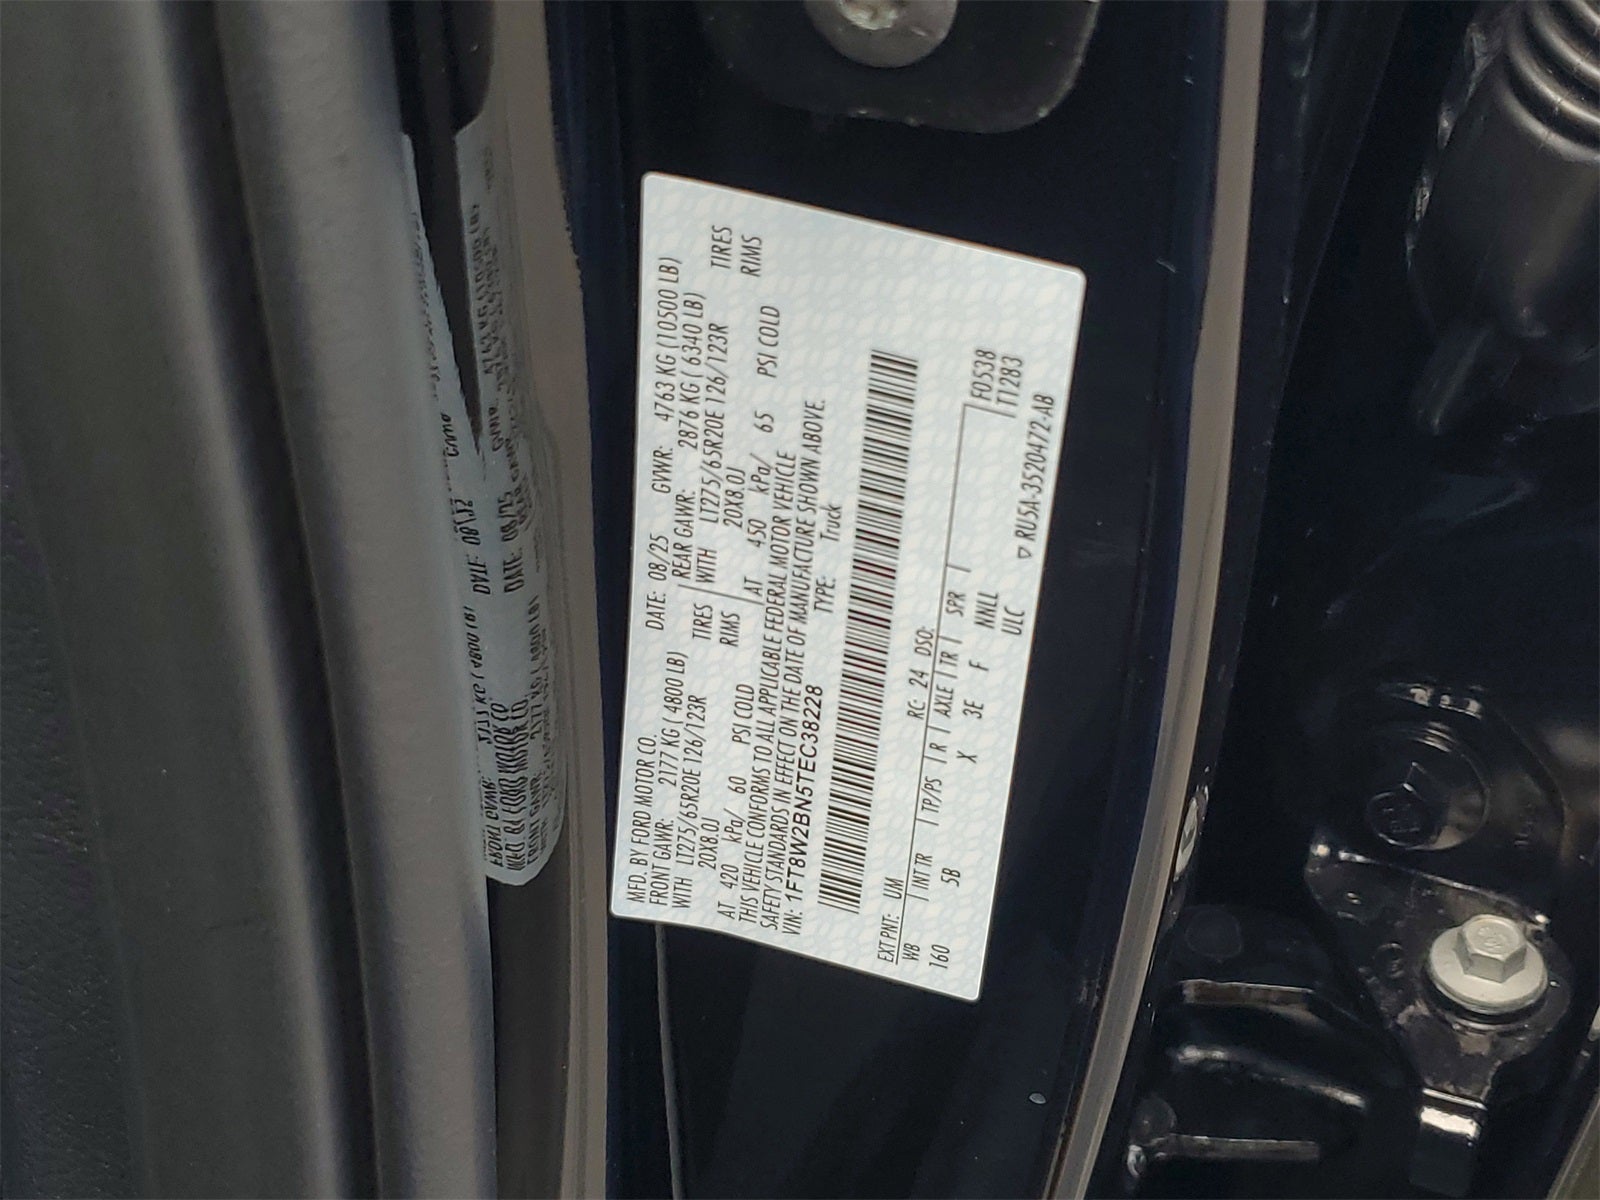 MFD. BY FORD MOTOR CO.
DATE: 08/25 GVWR: 4763 KG (10500 LB)
FRONT GAWR: 2177 KG ( 4800 LB)
REAR GAWR: 2876 KG ( 6340 LB)
WITH LT275/65R20E 126/123R TIRES
WITH LT275/65R20E 126/123R TIRES
20X8.0J RIMS
20X8.0J RIMS
AT 420 kPa/ 60 PSI COLD
AT 450 kPa/ 65 PSI COLD
THIS VEHICLE CONFORMS TO ALL APPLICABLE FEDERAL MOTOR VEHICLE
SAFETY STANDARDS IN EFFECT ON THE DATE OF MANUFACTURE SHOWN ABOVE.
VIN: 1FT8W2BN5TEC38228
TYPE: Truck
EXT PNT: UM RC: 24 DSO:
F0538
T1283
WB INT TR TP/PS R AXLE TR SPR
160 5B X 3E F NNLL
ULC
▽ RU5A-3520472-AB